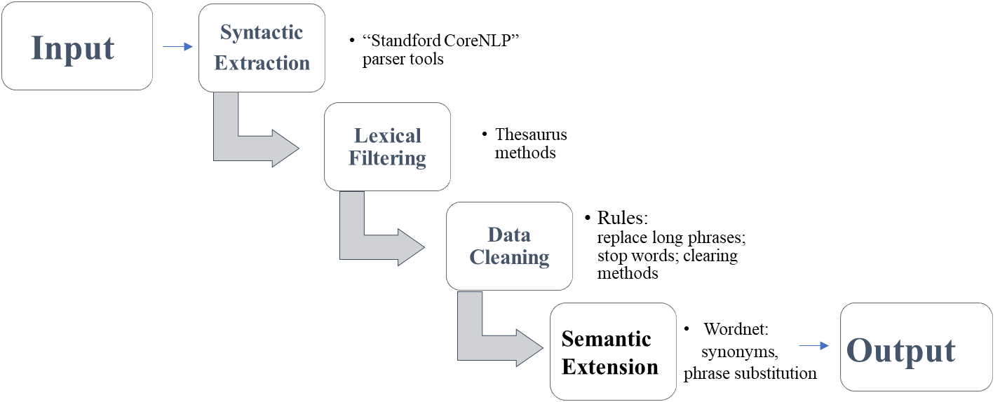 Input
Syntactic
Extraction
• “Standford CoreNLP”
parser tools
Lexical
Filtering
• Thesaurus
methods
Data
Cleaning
• Rules:
replace long phrases;
stop words; clearing
methods
Semantic
Extension
• Wordnet:
synonyms,
phrase substitution
Output